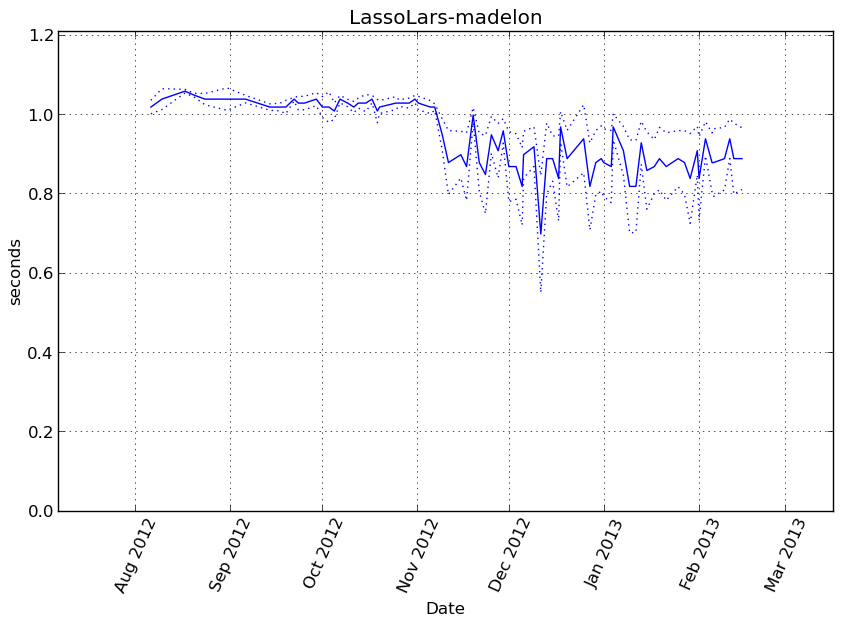 LassoLars-madelon
1.2
1.0
0.8
0.6
0.4
0.2
0.0
seconds
Aug 2012
Sep 2012
Oct 2012
Nov 2012
Dec 2012
Jan 2013
Feb 2013
Mar 2013
Date